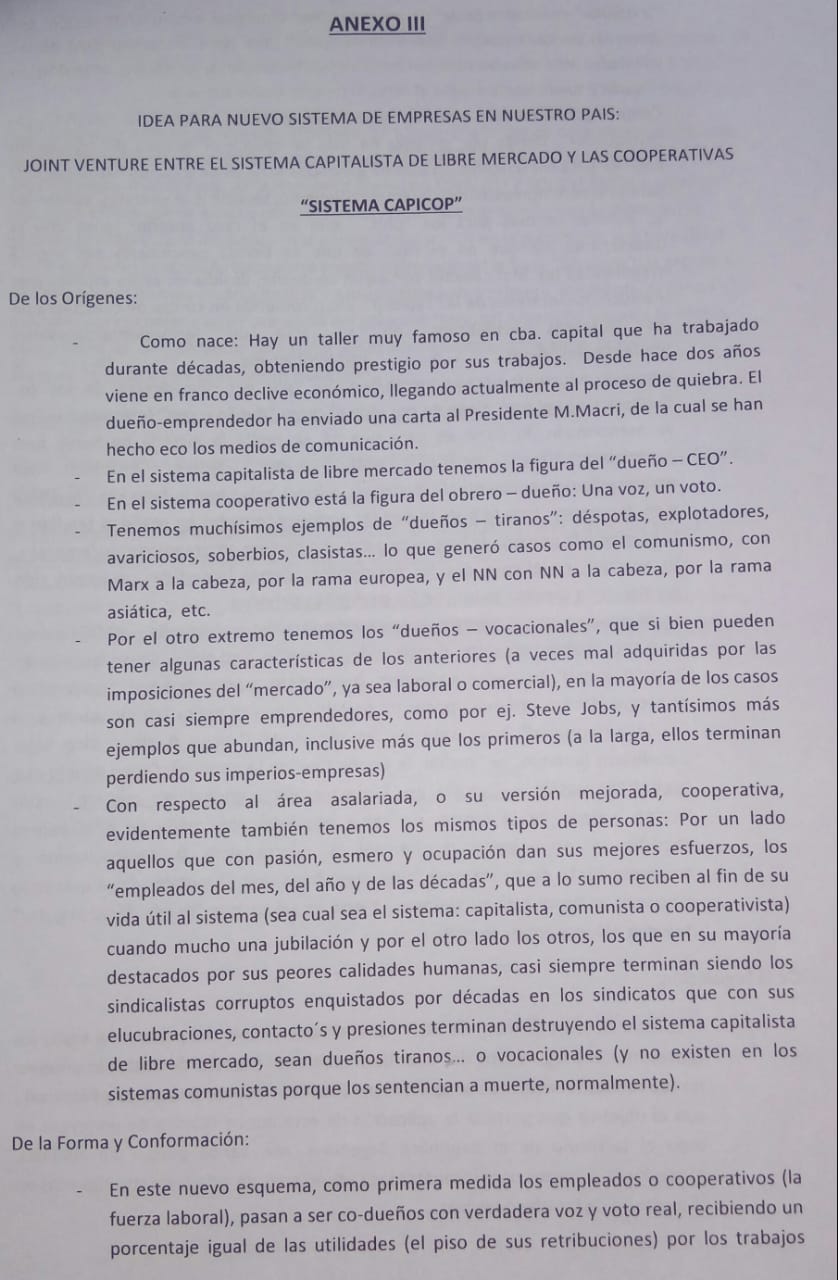 ANEXO III
IDEA PARA NUEVO SISTEMA DE EMPRESAS EN NUESTRO PAIS:
JOINT VENTURE ENTRE EL SISTEMA CAPITALISTA DE LIBRE MERCADO Y LAS COOPERATIVAS
“SISTEMA CAPICOP”
De los Orígenes:
- Como nace: Hay un taller muy famoso en cba. capital que ha trabajado
durante décadas, obteniendo prestigio por sus trabajos. Desde hace dos años
viene en franco declive económico, llegando actualmente al proceso de quiebra. El
dueño-emprendedor ha enviado una carta al Presidente M.Macri, de la cual se han
hecho eco los medios de comunicación.
- En el sistema capitalista de libre mercado tenemos la figura del “dueño – CEO”.
- En el sistema cooperativo está la figura del obrero – dueño: Una voz, un voto.
- Tenemos muchísimos ejemplos de “dueños – tiranos”: déspotas, explotadores,
avariciosos, soberbios, clasistas... lo que generó casos como el comunismo, con
Marx a la cabeza, por la rama europea, y el NN con NN a la cabeza, por la rama
asiática, etc.
- Por el otro extremo tenemos los “dueños – vocacionales”, que si bien pueden
tener algunas características de los anteriores (a veces mal adquiridas por las
imposiciones del “mercado”, ya sea laboral o comercial), en la mayoría de los casos
son casi siempre emprendedores, como por ej. Steve Jobs, y tantísimos más
ejemplos que abundan, inclusive más que los primeros (a la larga, ellos terminan
perdiendo sus imperios-empresas)
- Con respecto al área asalariada, o su versión mejorada, cooperativa,
evidentemente también tenemos los mismos tipos de personas: Por un lado
aquellos que con pasión, esmero y ocupación dan sus mejores esfuerzos, los
“empleados del mes, del año y de las décadas”, que a lo sumo reciben al fin de su
vida útil al sistema (sea cual sea el sistema: capitalista, comunista o cooperativista)
cuando mucho una jubilación y por el otro lado los otros, los que en su mayoría
destacados por sus peores calidades humanas, casi siempre terminan siendo los
sindicalistas corruptos enquistados por décadas en los sindicatos que con sus
elucubraciones, contacto´s y presiones terminan destruyendo el sistema capitalista
de libre mercado, sean dueños tiranos... o vocacionales (y no existen en los
sistemas comunistas porque los sentencian a muerte, normalmente).
De la Forma y Conformación:
- En este nuevo esquema, como primera medida los empleados o cooperativos (la
fuerza laboral), pasan a ser co-dueños con verdadera voz y voto real, recibiendo un
porcentaje igual de las utilidades (el piso de sus retribuciones) por los trabajos